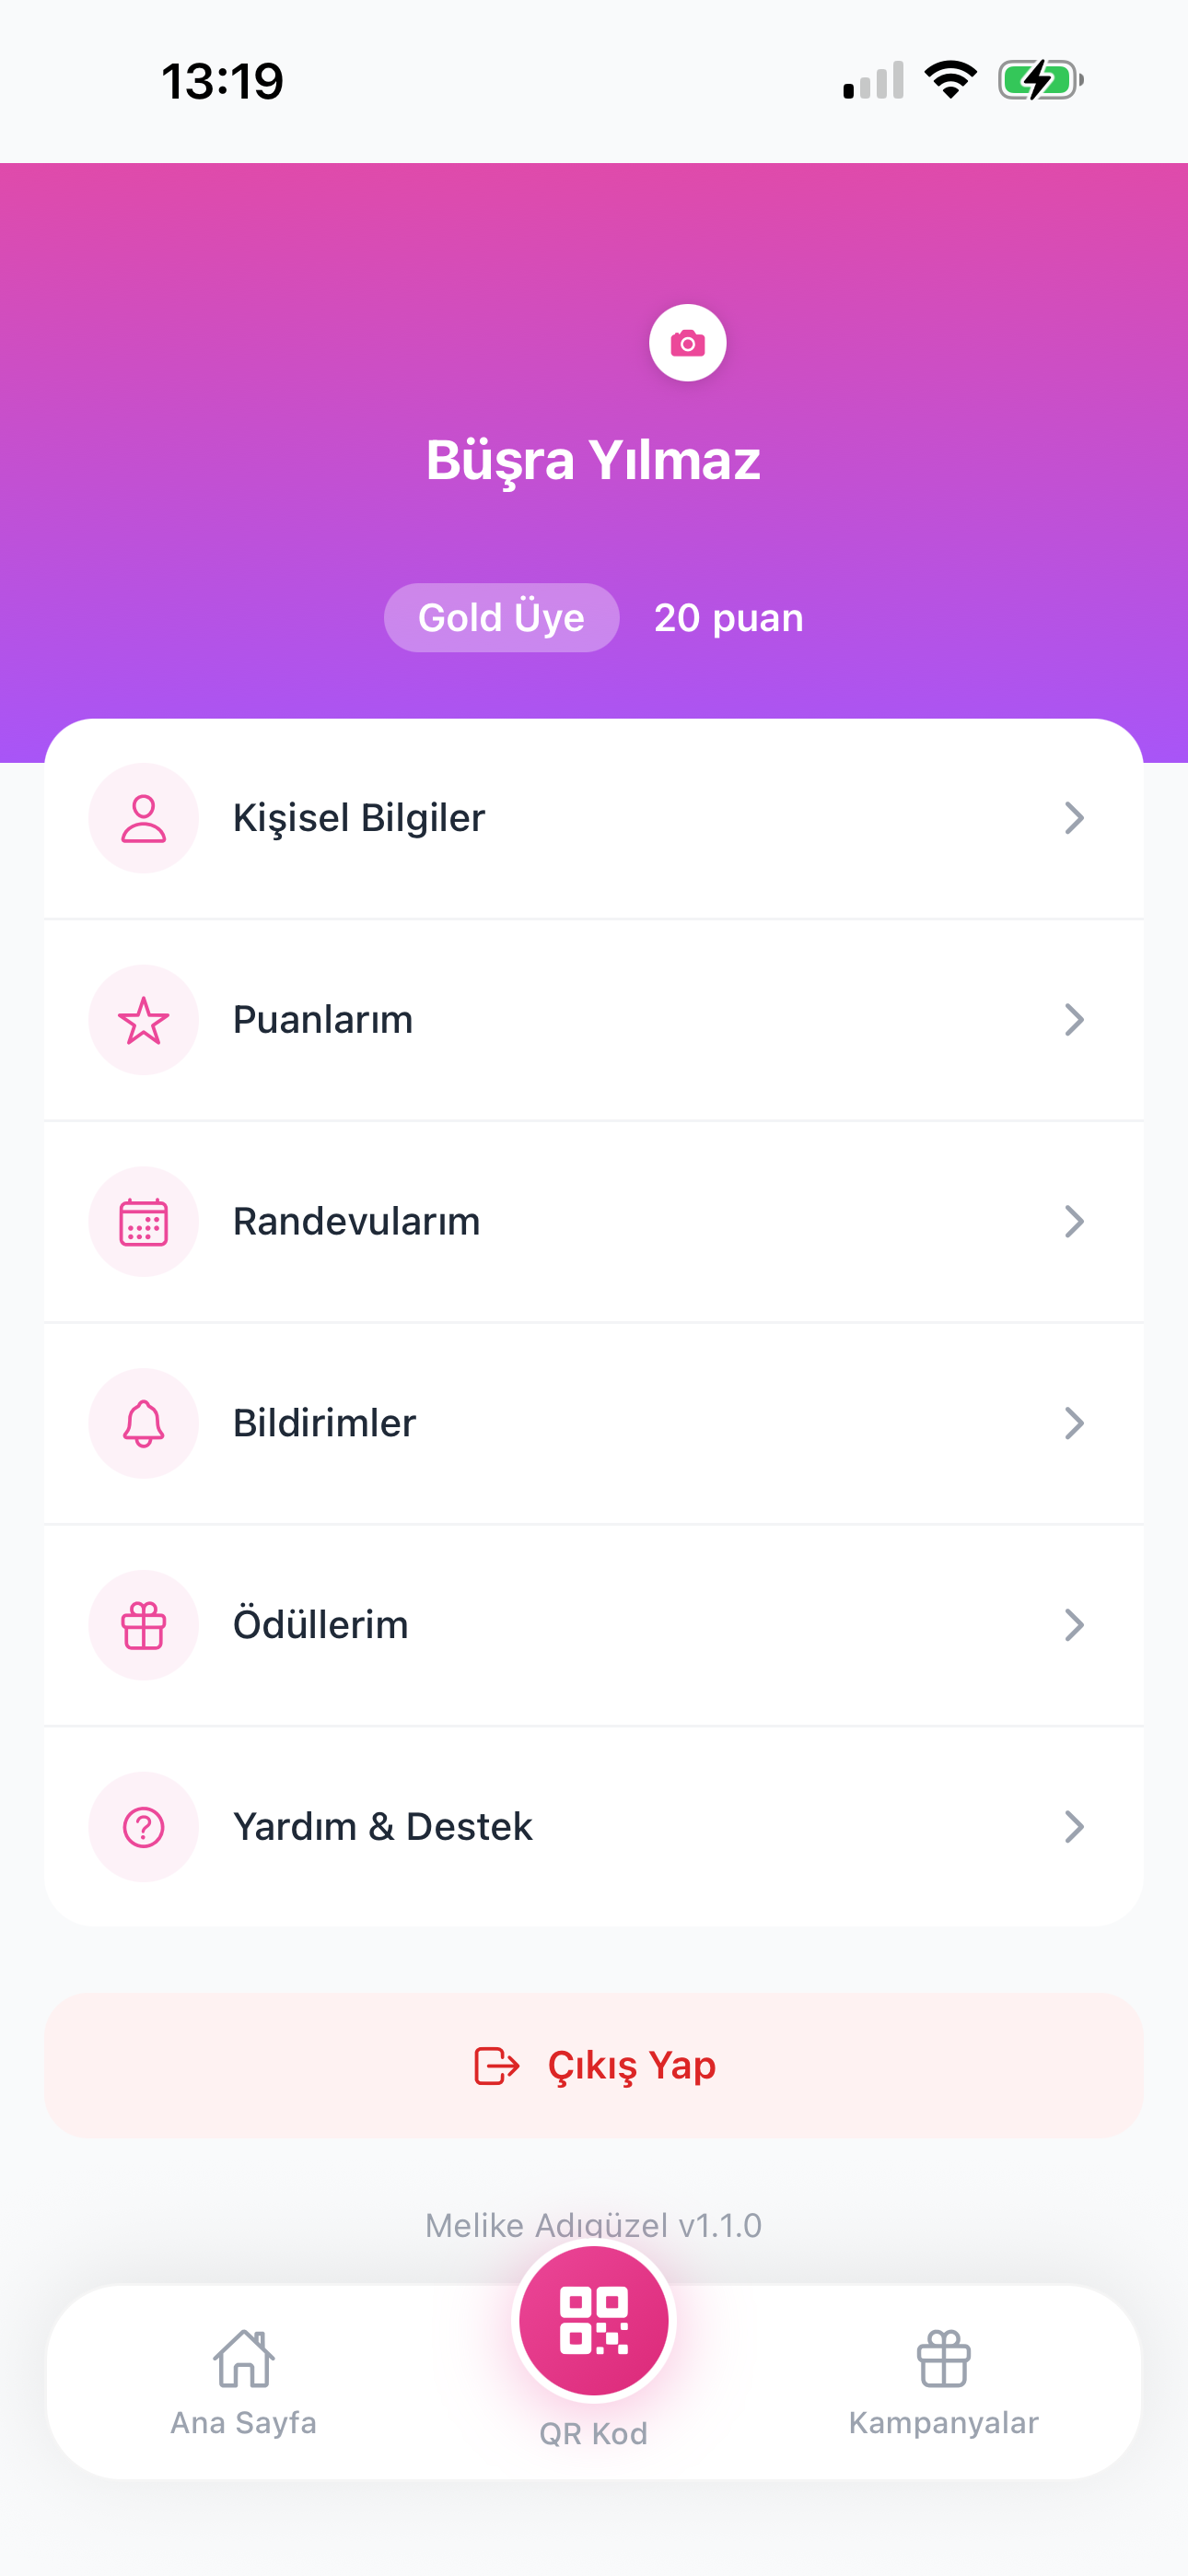 13:19
Büşra Yılmaz
Gold Üye 20 puan
Kişisel Bilgiler
Puanlarım
Randevularım
Bildirimler
Ödüllerim
Yardım & Destek
Çıkış Yap
Melike Adıgüzel v1.1.0
Ana Sayfa
QR Kod
Kampanyalar